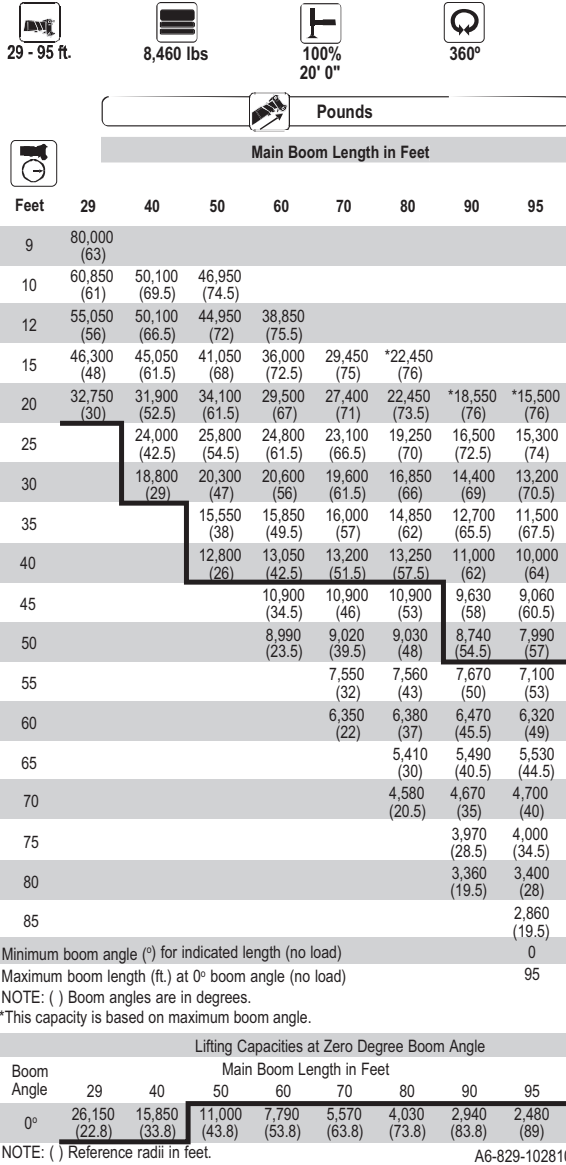 29 - 95 ft. 8,460 lbs 100% 360º
20' 0"
Pounds
Main Boom Length in Feet
Feet 29 40 50 60 70 80 90 95
9 80,000
(63)
10 60,850 50,100 46,950
(61) (69.5) (74.5)
12 55,050 50,100 44,950 38,850
(56) (66.5) (72) (75.5)
15 46,300 45,050 41,050 36,000 29,450 *22,450
(48) (61.5) (68) (72.5) (75) (76)
20 32,750 31,900 34,100 29,500 27,400 22,450 *18,550 *15,500
(30) (52.5) (61.5) (67) (71) (73.5) (76) (76)
25 24,000 25,800 24,800 23,100 19,250 16,500 15,300
(42.5) (54.5) (61.5) (66.5) (70) (72.5) (74)
30 18,800 20,300 20,600 19,600 16,850 14,400 13,200
(29) (47) (56) (61.5) (66) (69) (70.5)
35 15,550 15,850 16,000 14,850 12,700 11,500
(38) (49.5) (57) (62) (65.5) (67.5)
40 12,800 13,050 13,200 13,250 11,000 10,000
(26) (42.5) (51.5) (57.5) (62) (64)
45 10,900 10,900 10,900 9,630 9,060
(34.5) (46) (53) (58) (60.5)
50 8,990 9,020 9,030 8,740 7,990
(23.5) (39.5) (48) (54.5) (57)
55 7,550 7,560 7,670 7,100
(32) (43) (50) (53)
60 6,350 6,380 6,470 6,320
(22) (37) (45.5) (49)
65 5,410 5,490 5,530
(30) (40.5) (44.5)
70 4,580 4,670 4,700
(20.5) (35) (40)
75 3,970 4,000
(28.5) (34.5)
80 3,360 3,400
(19.5) (28)
85 2,860
(19.5)
Minimum boom angle (º) for indicated length (no load) 0
Maximum boom length (ft.) at 0º boom angle (no load) 95
NOTE: ( ) Boom angles are in degrees.
*This capacity is based on maximum boom angle.
Lifting Capacities at Zero Degree Boom Angle
Boom Main Boom Length in Feet
Angle 29 40 50 60 70 80 90 95
0º 26,150 15,850 11,000 7,790 5,570 4,030 2,940 2,480
(22.8) (33.8) (43.8) (53.8) (63.8) (73.8) (83.8) (89)
NOTE: ( ) Reference radii in feet. A6-829-102810